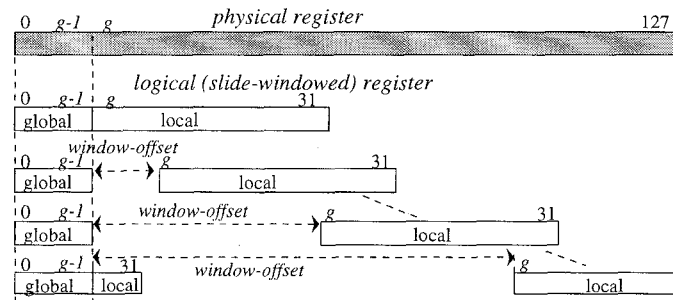 physical register
0 g-1 g 127
logical (slide-windowed) register
0 g-1 g 31
global local
window-offset
0 g-1 g 31
global local
0 g-1 window-offset g 31
global local
0 g-1 31 window-offset g
global local local